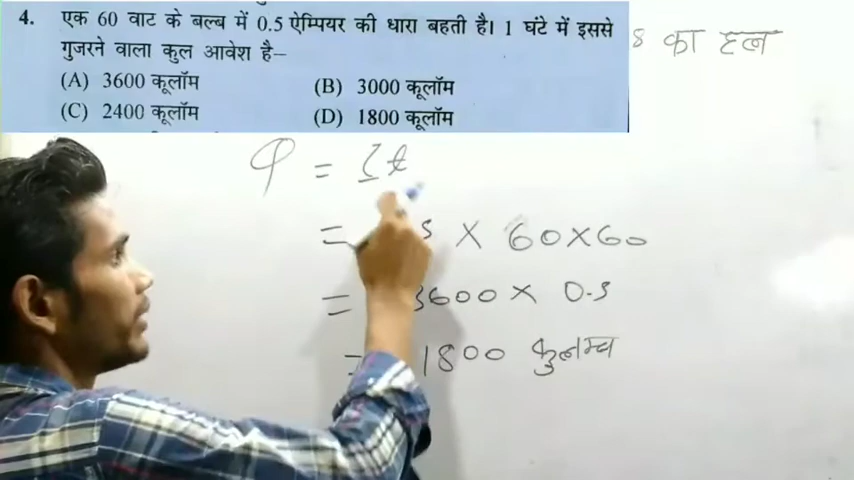 4. एक 60 वाट के बल्ब में 0.5 ऐम्पियर की धारा बहती है। 1 घंटे में इससे
गुजरने वाला कुल आवेश है—
(A) 3600 कूलॉम (B) 3000 कूलॉम
(C) 2400 कूलॉम (D) 1800 कूलॉम
का हल
φ = It
= 5 × 60×60
= 3600 × 0.5
= 1800 कुलम्ब